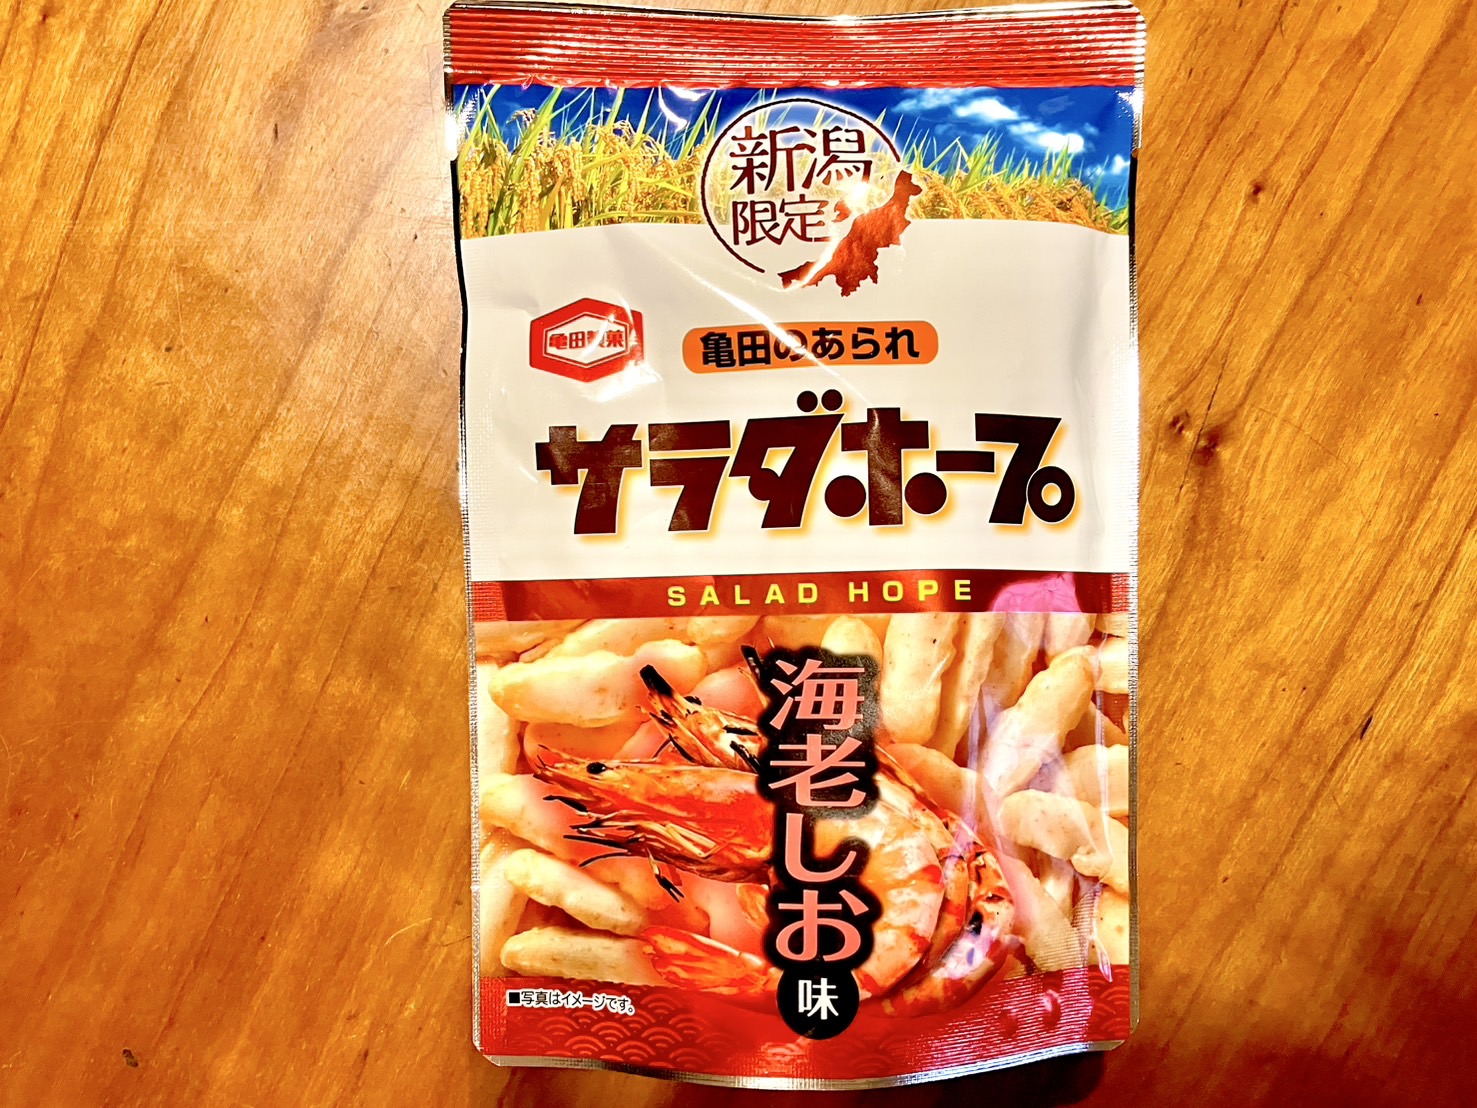 新潟
限定
亀田製菓
亀田のあられ
サラダホープ
SALAD HOPE
海老しお
味
■写真はイメージです。